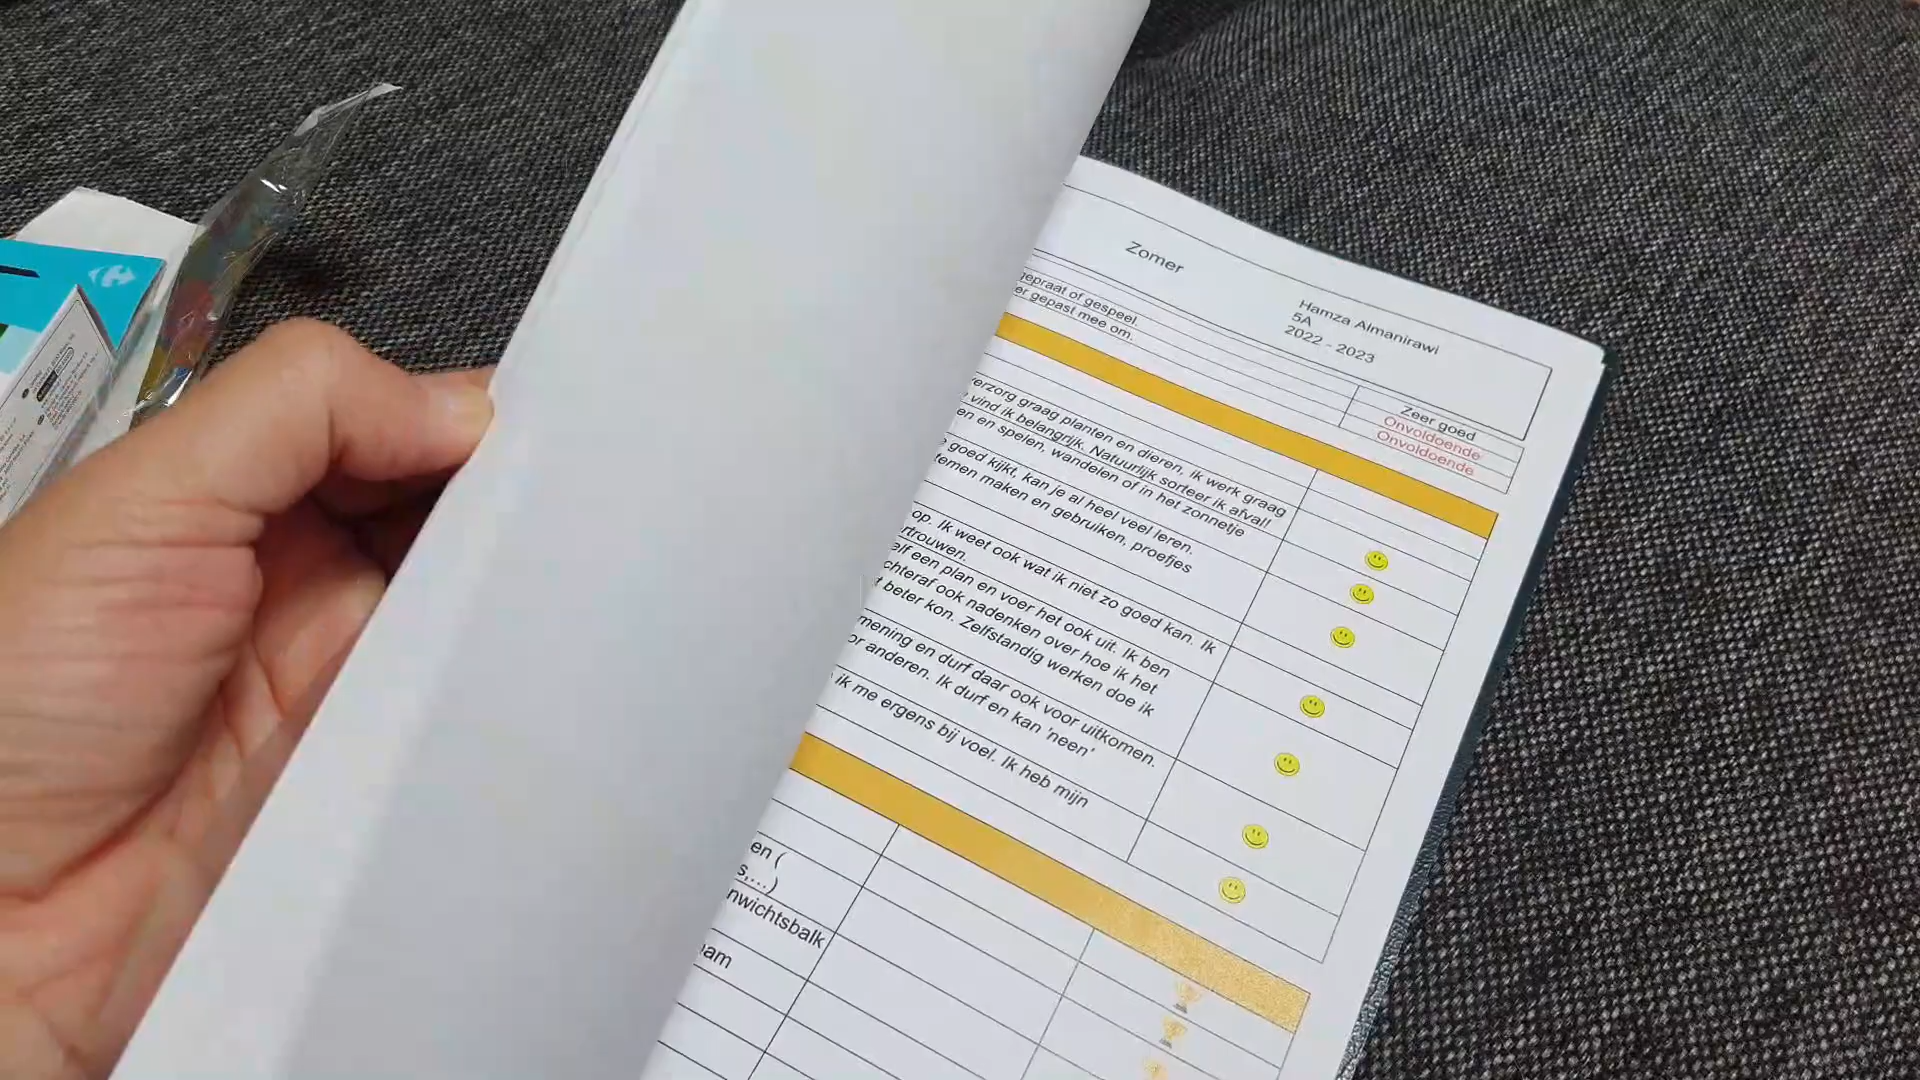 Zomer
Hamza Almanirawi
5A
2022 - 2023
gepraat of gespeel.
er gepast mee om.
Zeer goed
Onvoldoende
Onvoldoende
verzorg graag planten en dieren, ik werk graag
vind ik belangrijk. Natuurlijk sorteer ik afval!
en en spelen, wandelen of in het zonnetje
goed kijkt, kan je al heel veel leren.
temen maken en gebruiken, proefjes
op. Ik weet ook wat ik niet zo goed kan. Ik
rtrouwen.
elf een plan en voer het ook uit. Ik ben
chteraf ook nadenken over hoe ik het
t beter kon. Zelfstandig werken doe ik
mening en durf daar ook voor uitkomen.
or anderen. Ik durf en kan 'neen'
ik me ergens bij voel. Ik heb mijn
en (
s,...)
nwichtsbalk
aam